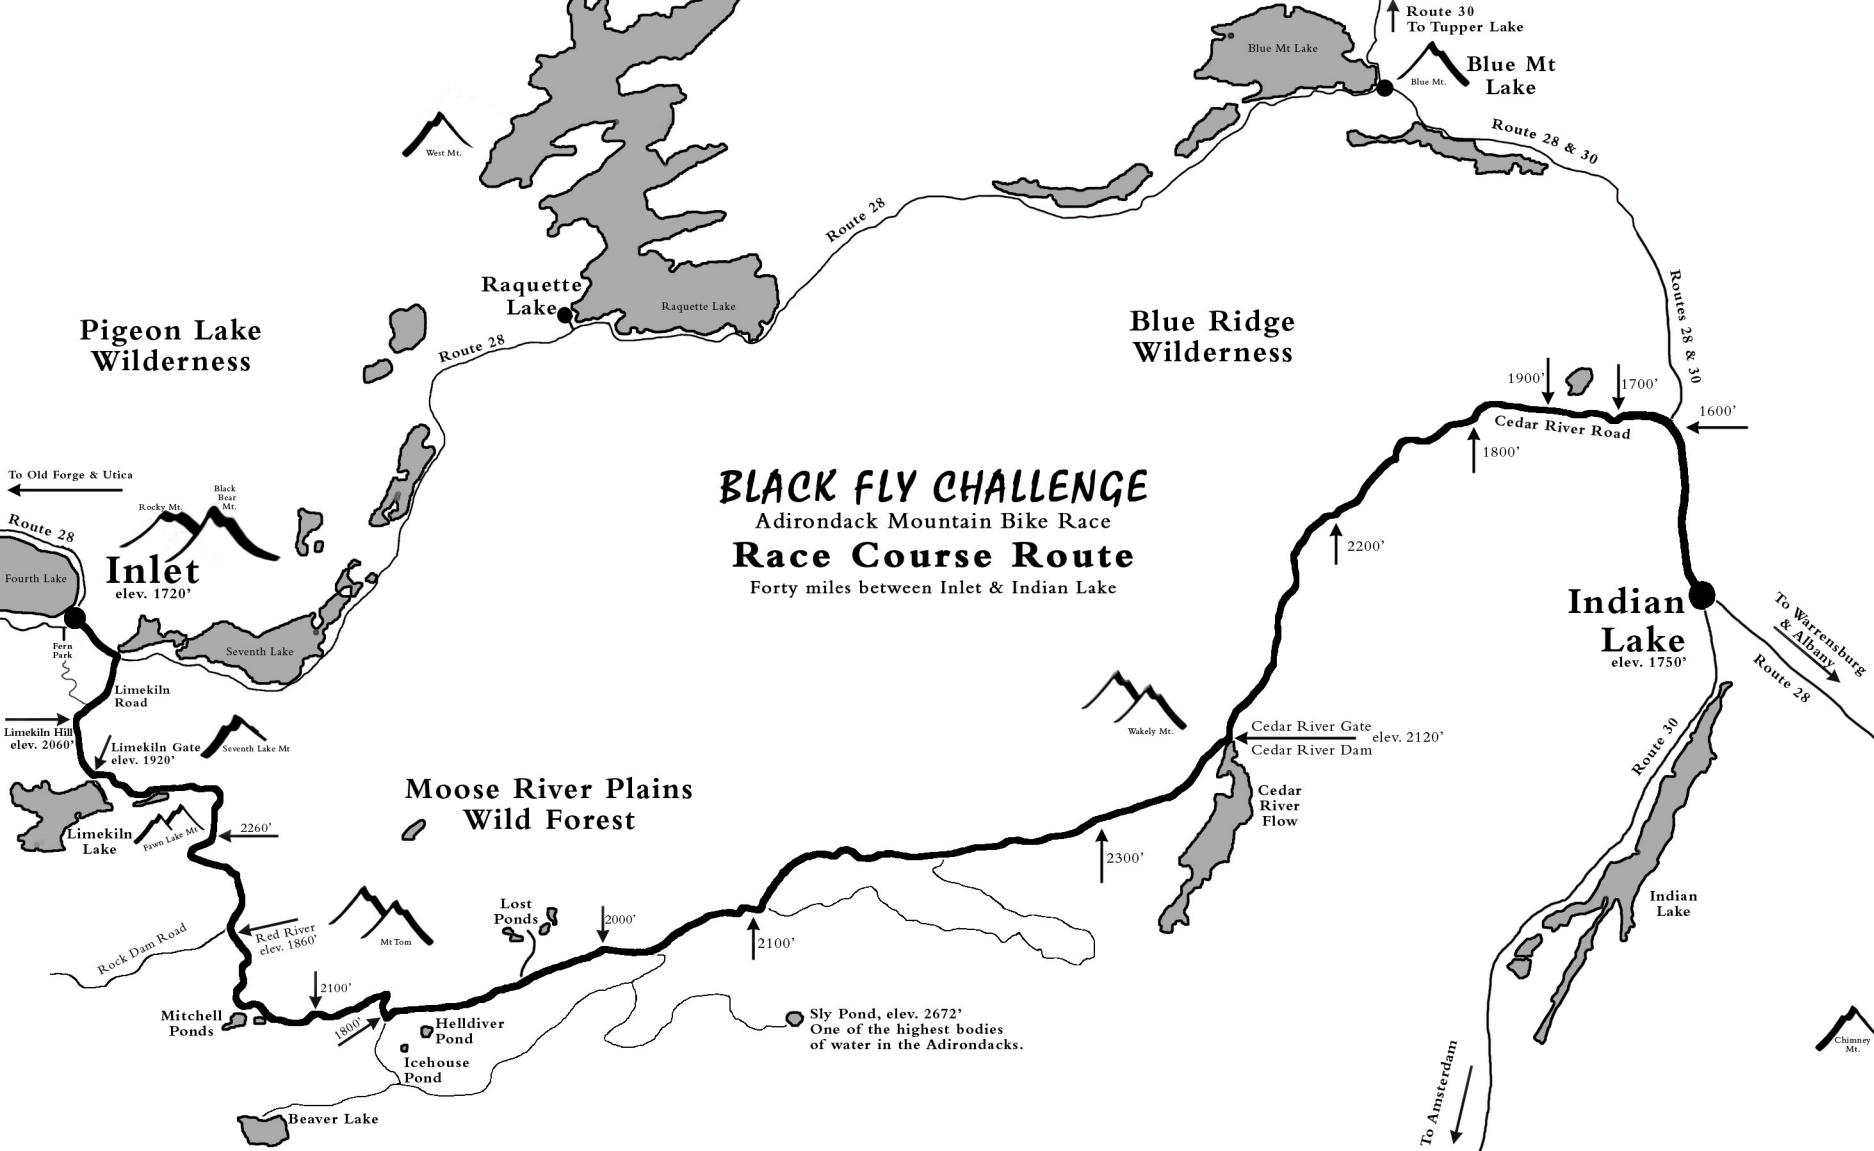 Route 30
To Tupper Lake
Blue Mt Lake
Blue Mt.
Blue Mt
Lake
West Mt.
Route 28 & 30
Route 28
Raquette
Lake
Raquette Lake
Routes 28 & 30
Pigeon Lake
Wilderness
Route 28
Blue Ridge
Wilderness
1900'
1700'
1600'
Cedar River Road
1800'
To Old Forge & Utica
Black
Bear
Mt.
Rocky Mt.
Route 28
BLACK FLY CHALLENGE
Adirondack Mountain Bike Race
Race Course Route
Forty miles between Inlet & Indian Lake
2200'
Fourth Lake
Inlet
elev. 1720'
Indian
Lake
elev. 1750'
To Warrensburg
& Albany
Route 28
Fern
Park
Seventh Lake
Limekiln
Road
Limekiln Hill
elev. 2060'
Limekiln Gate
elev. 1920'
Seventh Lake Mt
Wakely Mt.
Cedar River Gate
Cedar River Dam
elev. 2120'
Route 30
Moose River Plains
Wild Forest
Cedar
River
Flow
Limekiln
Lake
Fawn Lake Mt
2260'
2300'
Indian
Lake
Lost
Ponds
2000'
Mt Tom
Red River
elev. 1860'
Rock Dam Road
2100'
2100'
Mitchell
Ponds
1800'
Helldiver
Pond
Icehouse
Pond
Sly Pond, elev. 2672'
One of the highest bodies
of water in the Adirondacks.
Chimney
Mt.
To Amsterdam
Beaver Lake